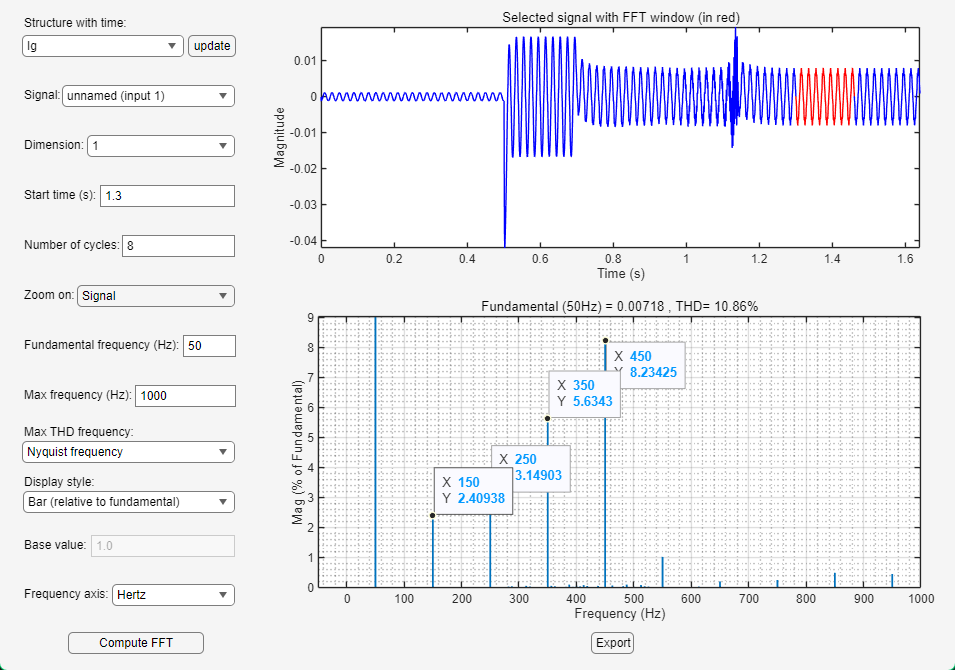 Structure with time:
Ig
update
Signal: unnamed (input 1)
Dimension: 1
Start time (s): 1.3
Number of cycles: 8
Zoom on: Signal
Fundamental frequency (Hz): 50
Max frequency (Hz): 1000
Max THD frequency:
Nyquist frequency
Display style:
Bar (relative to fundamental)
Base value: 1.0
Frequency axis: Hertz
Compute FFT
Selected signal with FFT window (in red)
Magnitude
0.01
0
-0.01
-0.02
-0.03
-0.04
0 0.2 0.4 0.6 0.8 1 1.2 1.4 1.6
Time (s)
Fundamental (50Hz) = 0.00718 , THD= 10.86%
Mag (% of Fundamental)
9
8
7
6
5
4
3
2
1
0
X 450
Y 8.23425
X 350
Y 5.6343
X 250
3.14903
X 150
Y 2.40938
0 100 200 300 400 500 600 700 800 900 1000
Frequency (Hz)
Export